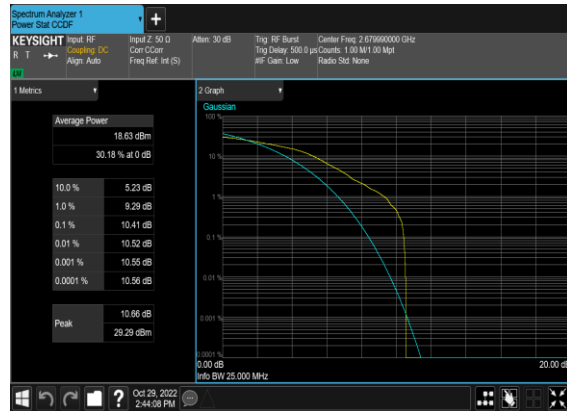 Spectrum Analyzer 1
Power Stat CCDF
KEYSIGHT
R T
LV
Input: RF
Coupling: DC
Align: Auto
Input Z: 50 Ω
Corr CCorr
Freq Ref: Int (S)
Atten: 30 dB
Trig: RF Burst
Trig Delay: 500.0 µs
#IF Gain: Low
Center Freq: 2.679990000 GHz
Counts: 1.00 M/1.00 Mpt
Radio Std: None
1 Metrics
Average Power
18.63 dBm
30.18 % at 0 dB
10.0 % 5.23 dB
1.0 % 9.29 dB
0.1 % 10.41 dB
0.01 % 10.52 dB
0.001 % 10.55 dB
0.0001 % 10.56 dB
Peak
10.66 dB
29.29 dBm
2 Graph
Gaussian
100 %
10 %
1 %
0.1 %
0.01 %
0.001 %
0.0001 %
0.00 dB
20.00 dB
Info BW 25.000 MHz
?
Oct 29, 2022
2:44:08 PM